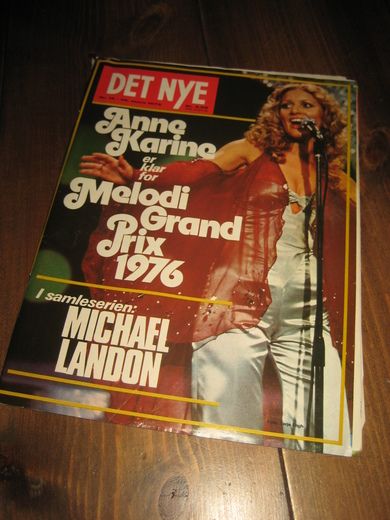 DET NYE
Anne
Karine
er
klar
for
Melodi
Grand
Prix
1976
I samleserien:
MICHAEL
LANDON